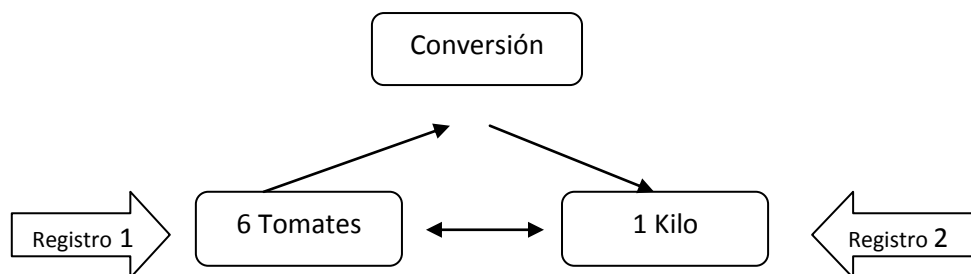 Conversión
Registro 1
6 Tomates
1 Kilo
Registro 2